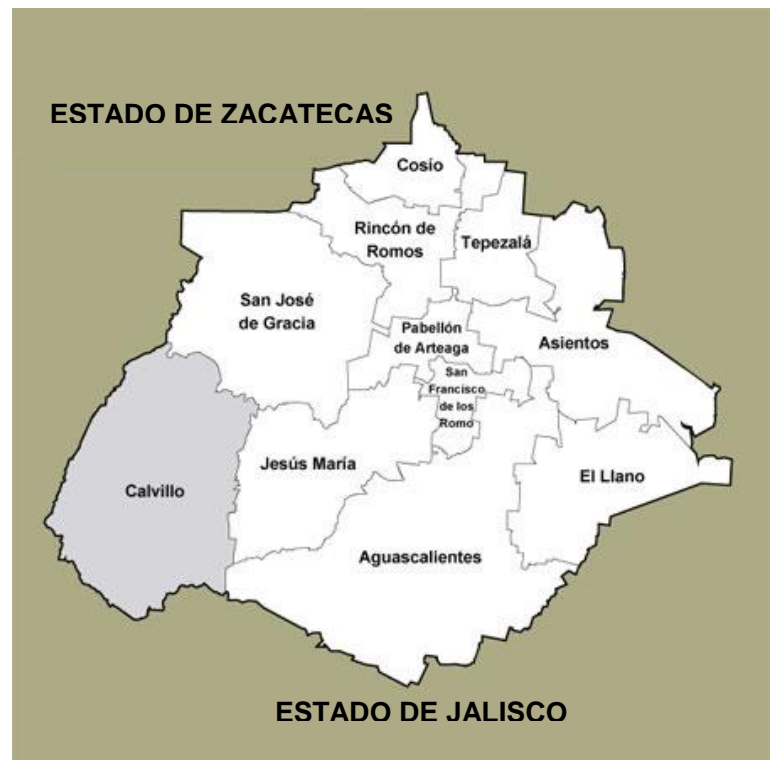 ESTADO DE ZACATECAS
Cosío
Rincón de
Romos
Tepezalá
San José
de Gracia
Pabellón
de Arteaga
Asientos
San
Francisco
de los
Romo
Jesús María
El Llano
Calvillo
Aguascalientes
ESTADO DE JALISCO